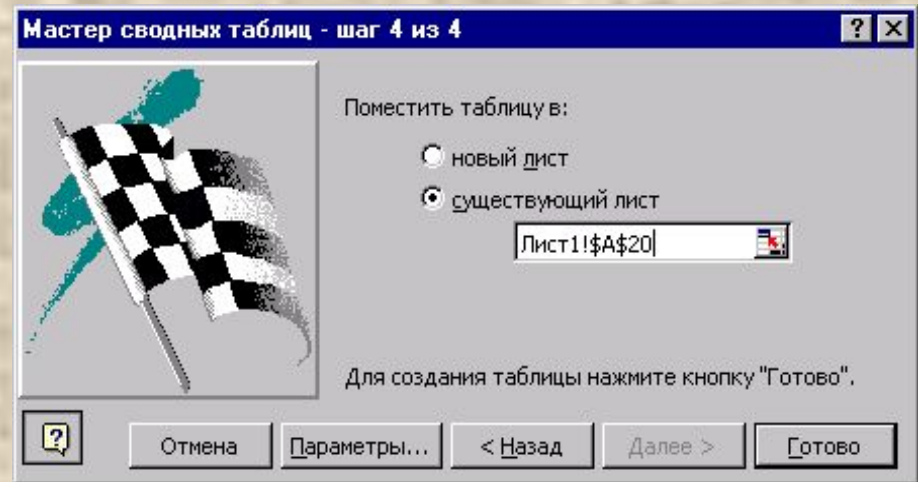 Мастер сводных таблиц - шаг 4 из 4
Поместить таблицу в:
новый лист
существующий лист
Лист1!$A$20
Для создания таблицы нажмите кнопку "Готово".
Отмена
Параметры...
< Назад
Далее >
Готово